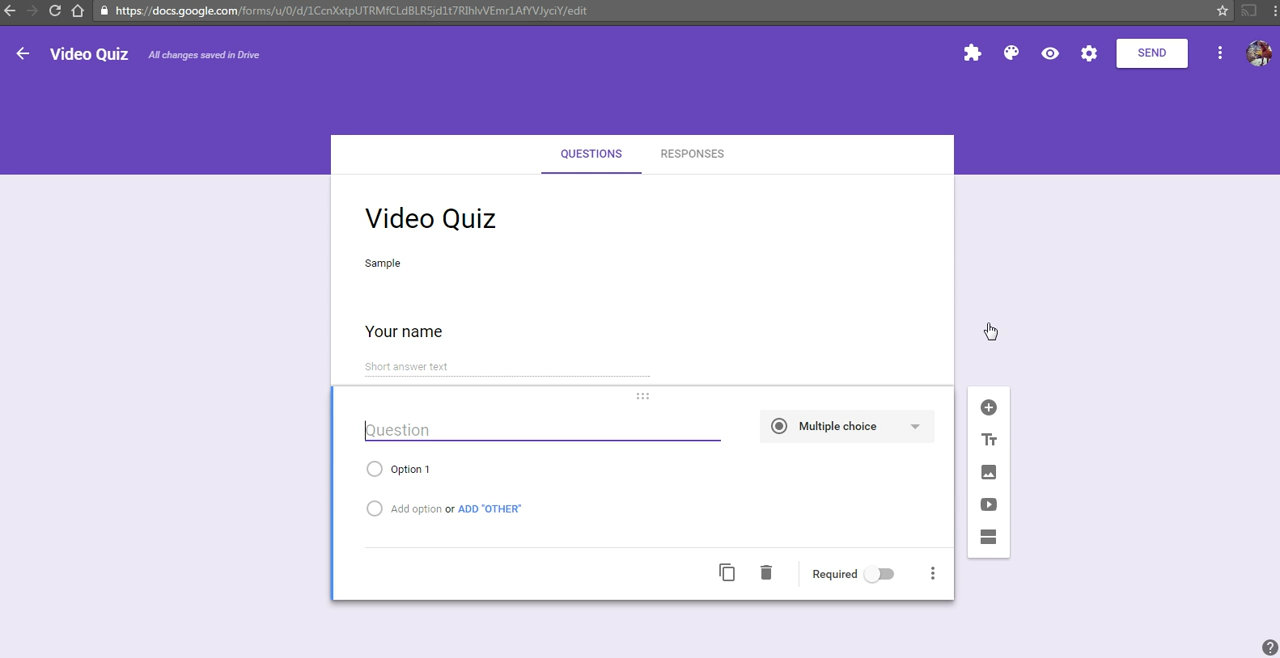 https://docs.google.com/forms/u/0/d/1CcnXxtpUTRMfCLdBLR5jd1t7RIhlvVEmr1AfYVJyciY/edit
Video Quiz All changes saved in Drive SEND
QUESTIONS RESPONSES
Video Quiz
Sample
Your name
Short answer text
Question Multiple choice
Option 1
Add option or ADD "OTHER"
Required